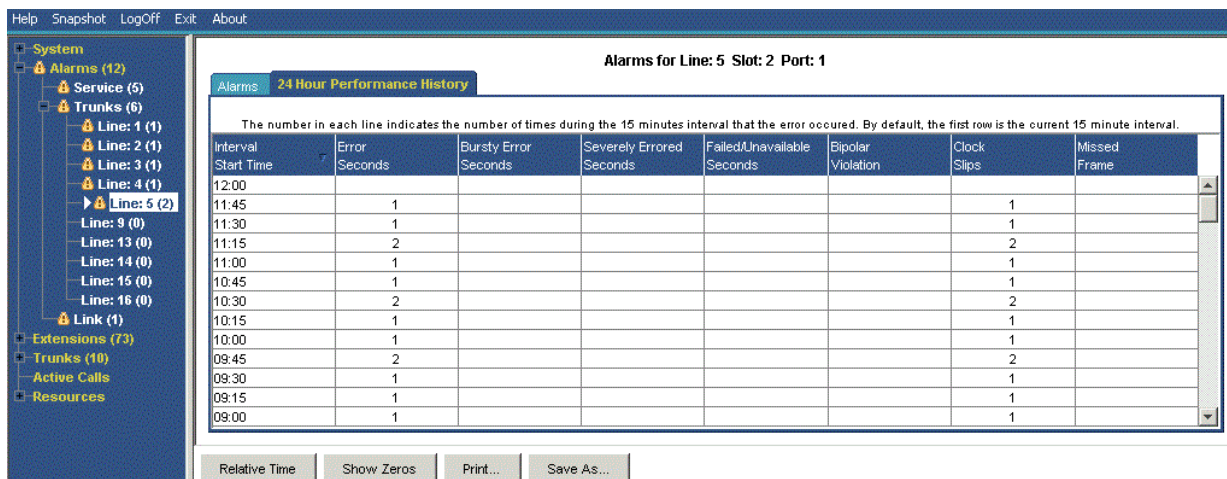 Help Snapshot LogOff Exit About
System
Alarms (12)
Service (5)
Trunks (6)
Line: 1 (1)
Line: 2 (1)
Line: 3 (1)
Line: 4 (1)
Line: 5 (2)
Line: 9 (0)
Line: 13 (0)
Line: 14 (0)
Line: 15 (0)
Line: 16 (0)
Link (1)
Extensions (73)
Trunks (10)
Active Calls
Resources
Alarms for Line: 5 Slot: 2 Port: 1
Alarms 24 Hour Performance History
The number in each line indicates the number of times during the 15 minutes interval that the error occured. By default, the first row is the current 15 minute interval.
Interval Error Bursty Error Severely Errored Failed/Unavailable Bipolar Clock Missed
Start Time Seconds Seconds Seconds Seconds Violation Slips Frame
12:00
11:45 1 1
11:30 1 1
11:15 2 2
11:00 1 1
10:45 1 1
10:30 2 2
10:15 1 1
10:00 1 1
09:45 2 2
09:30 1 1
09:15 1 1
09:00 1 1
Relative Time Show Zeros Print... Save As...